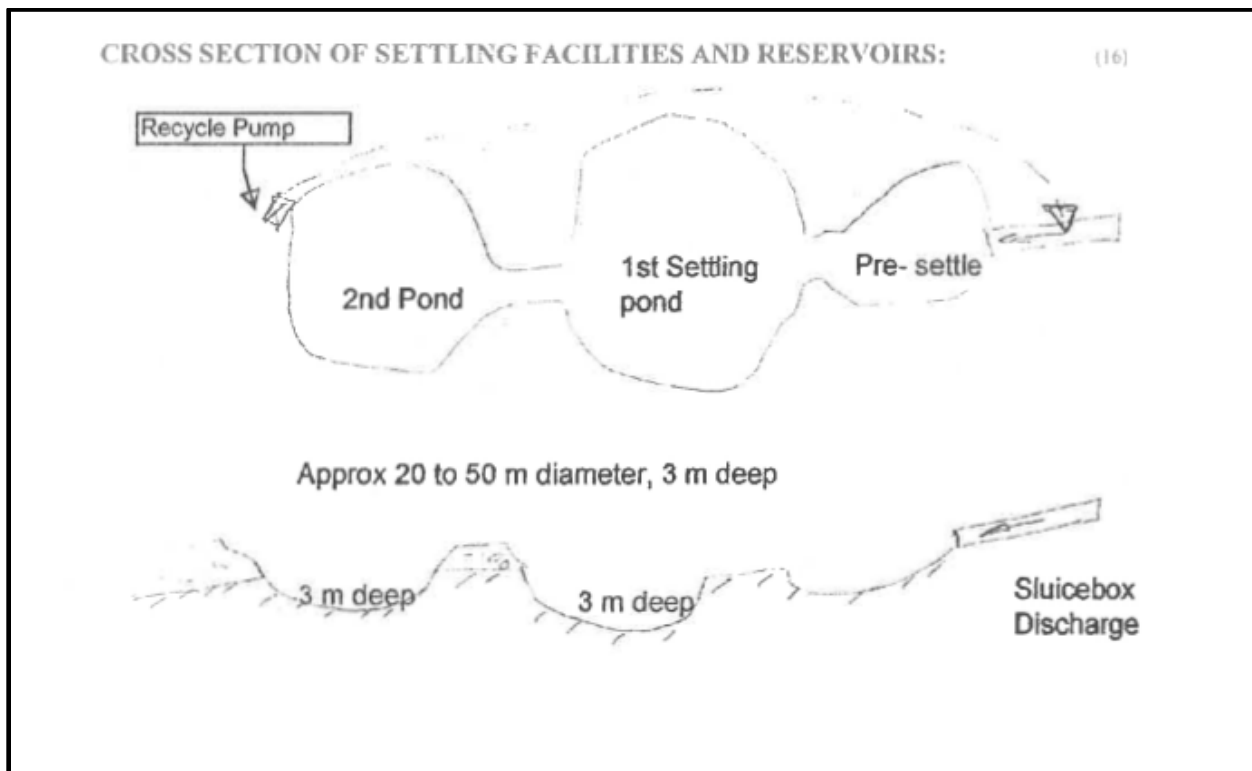 CROSS SECTION OF SETTLING FACILITIES AND RESERVOIRS:
(16)
Recycle Pump
2nd Pond
1st Settling
pond
Pre- settle
Approx 20 to 50 m diameter, 3 m deep
3 m deep
3 m deep
Sluicebox
Discharge